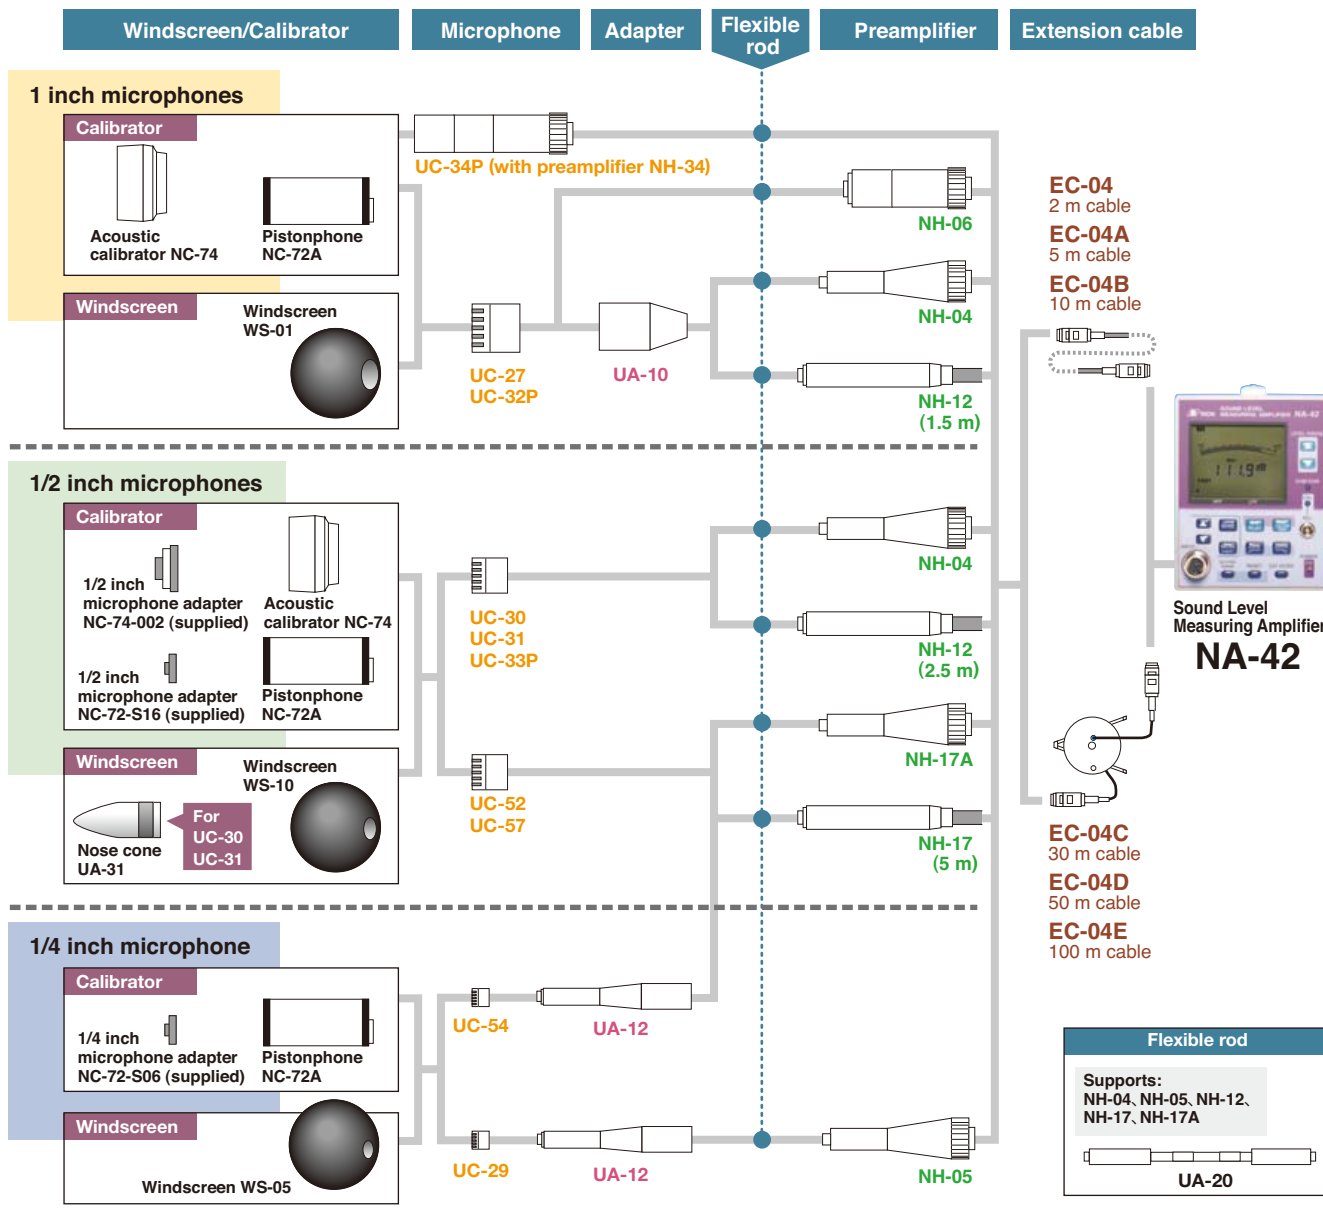 Windscreen/Calibrator
Microphone
Adapter
Flexible
rod
Preamplifier
Extension cable
1 inch microphones
Calibrator
Acoustic
calibrator NC-74
Pistonphone
NC-72A
UC-34P (with preamplifier NH-34)
NH-06
Windscreen
Windscreen
WS-01
UC-27
UC-32P
UA-10
NH-04
NH-12
(1.5 m)
EC-04
2 m cable
EC-04A
5 m cable
EC-04B
10 m cable
SOUND LEVEL
MEASURING AMPLIFIER NA-42
111.9 dB
Sound Level
Measuring Amplifier
NA-42
1/2 inch microphones
Calibrator
1/2 inch
microphone adapter
NC-74-002 (supplied)
Acoustic
calibrator NC-74
1/2 inch
microphone adapter
NC-72-S16 (supplied)
Pistonphone
NC-72A
UC-30
UC-31
UC-33P
NH-04
NH-12
(2.5 m)
Windscreen
Windscreen
WS-10
Nose cone
UA-31
For
UC-30
UC-31
UC-52
UC-57
NH-17A
NH-17
(5 m)
EC-04C
30 m cable
EC-04D
50 m cable
EC-04E
100 m cable
1/4 inch microphone
Calibrator
1/4 inch
microphone adapter
NC-72-S06 (supplied)
Pistonphone
NC-72A
UC-54
UA-12
Windscreen
Windscreen WS-05
UC-29
UA-12
NH-05
Flexible rod
Supports:
NH-04、NH-05、NH-12、
NH-17、NH-17A
UA-20